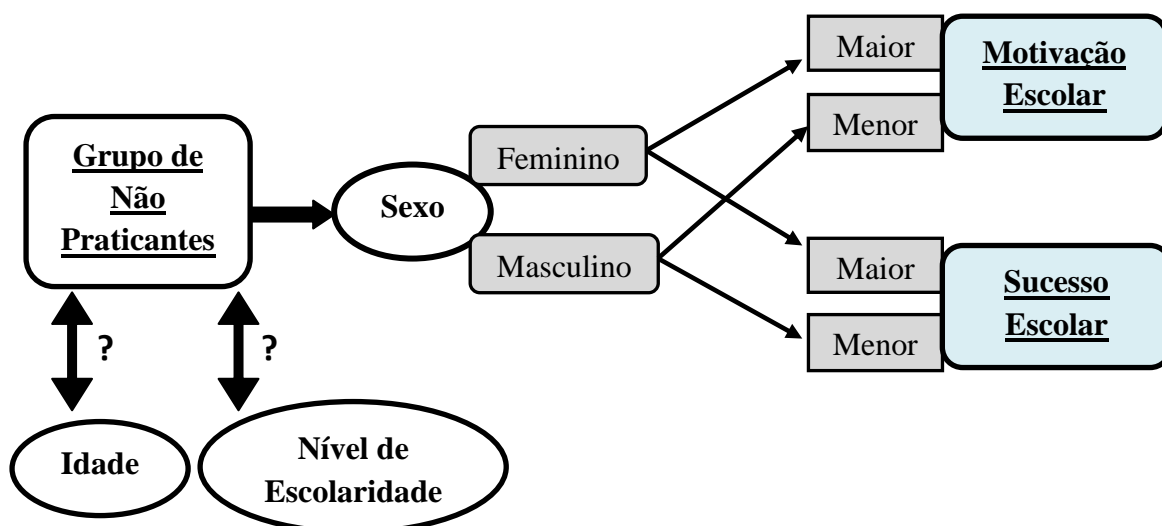 Grupo de
Não
Praticantes
?
?
Idade
Nível de
Escolaridade
Sexo
Feminino
Masculino
Maior
Menor
Motivação
Escolar
Maior
Menor
Sucesso
Escolar